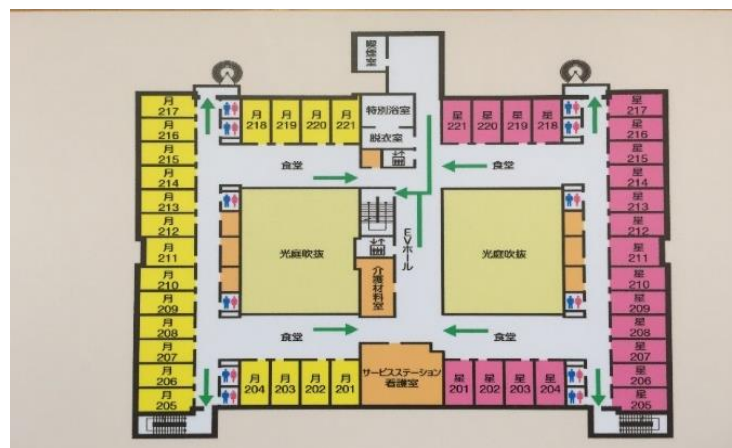 喫煙室
月
217
月
216
月
215
月
214
月
213
月
212
月
211
月
210
月
209
月
208
月
207
月
206
月
205
月
218
月
219
月
220
月
221
特別浴室
脱衣室
星
221
星
220
星
219
星
218
星
217
星
216
星
215
星
214
星
213
星
212
星
211
星
210
星
209
星
208
星
207
星
206
星
205
食堂
食堂
光庭吹抜
EVホール
光庭吹抜
介護材料室
食堂
食堂
月
204
月
203
月
202
月
201
サービスステーション
看護室
星
201
星
202
星
203
星
204